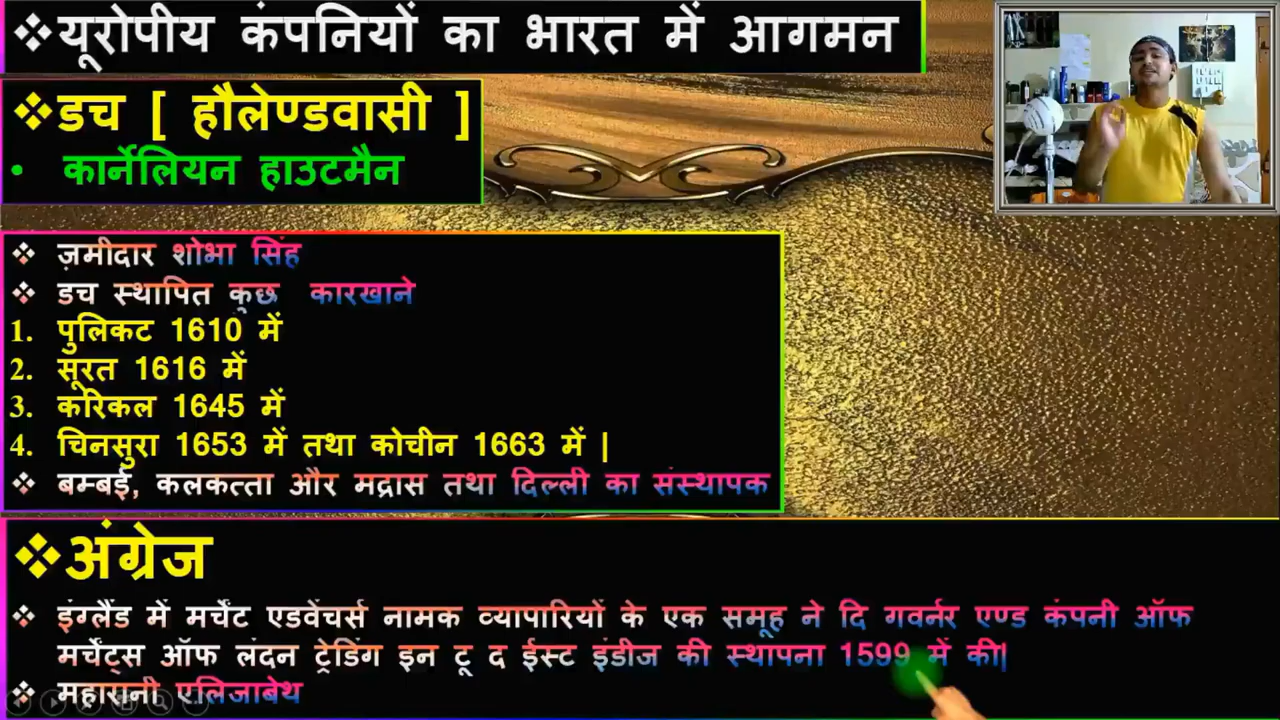 ❖यूरोपीय कंपनियों का भारत में आगमन
❖डच [ हौलेण्डवासी ]
• कार्नेलियन हाउटमैन
❖ ज़मीदार शोभा सिंह
❖ डच स्थापित कुछ कारखाने
1. पुलिकट 1610 में
2. सूरत 1616 में
3. करिकल 1645 में
4. चिनसुरा 1653 में तथा कोचीन 1663 में |
❖ बम्बई, कलकत्ता और मद्रास तथा दिल्ली का संस्थापक
❖अंग्रेज
❖ इंग्लैंड में मर्चेंट एडवेंचर्स नामक व्यापारियों के एक समूह ने दि गवर्नर एण्ड कंपनी ऑफ
मर्चेंट्स ऑफ लंदन ट्रेडिंग इन टू द ईस्ट इंडीज की स्थापना 1599 में की|
❖ महारानी एलिजाबेथ